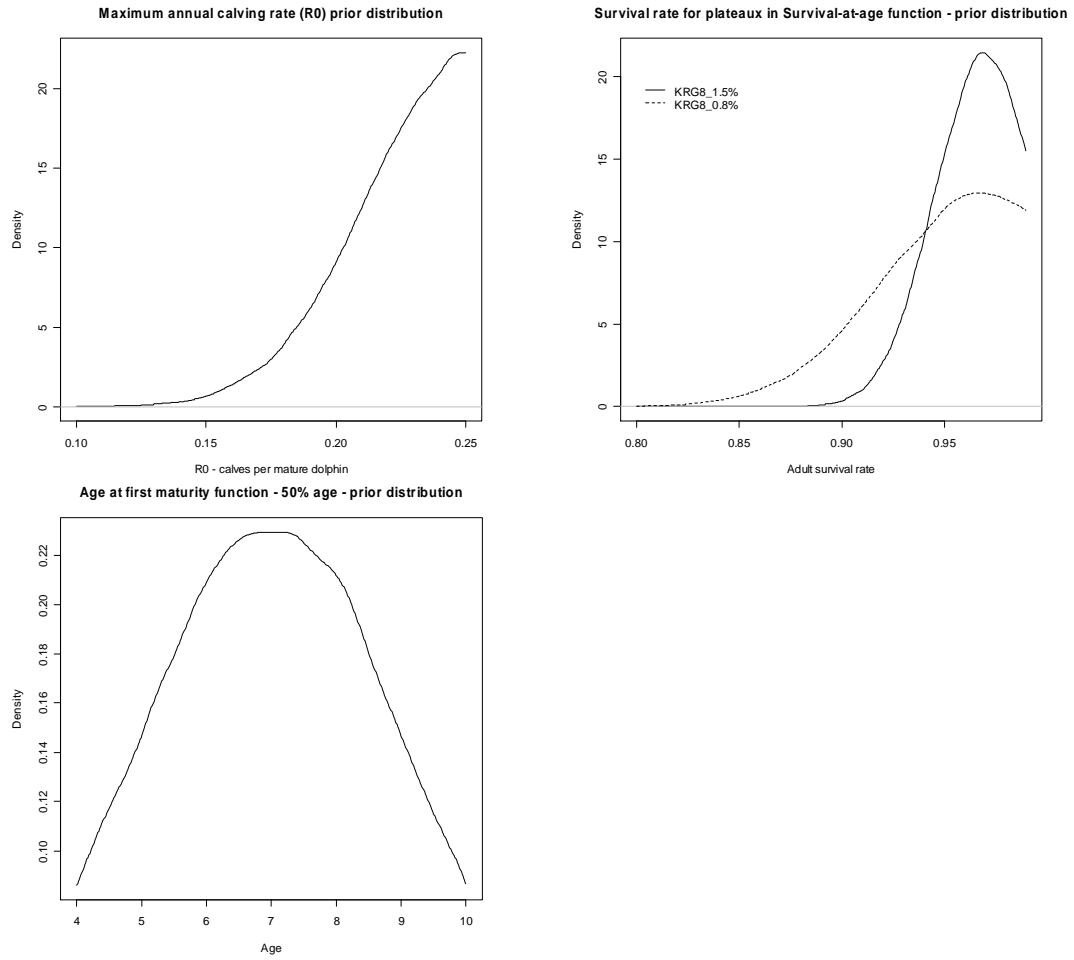 Maximum annual calving rate (R0) prior distribution
Density
0
5
10
15
20
0.10
0.15
0.20
0.25
R0 - calves per mature dolphin
Survival rate for plateaux in Survival-at-age function - prior distribution
KRG8_1.5%
KRG8_0.8%
Density
0
5
10
15
20
0.80
0.85
0.90
0.95
Adult survival rate
Age at first maturity function - 50% age - prior distribution
Density
0.10
0.12
0.14
0.16
0.18
0.20
0.22
4
5
6
7
8
9
10
Age